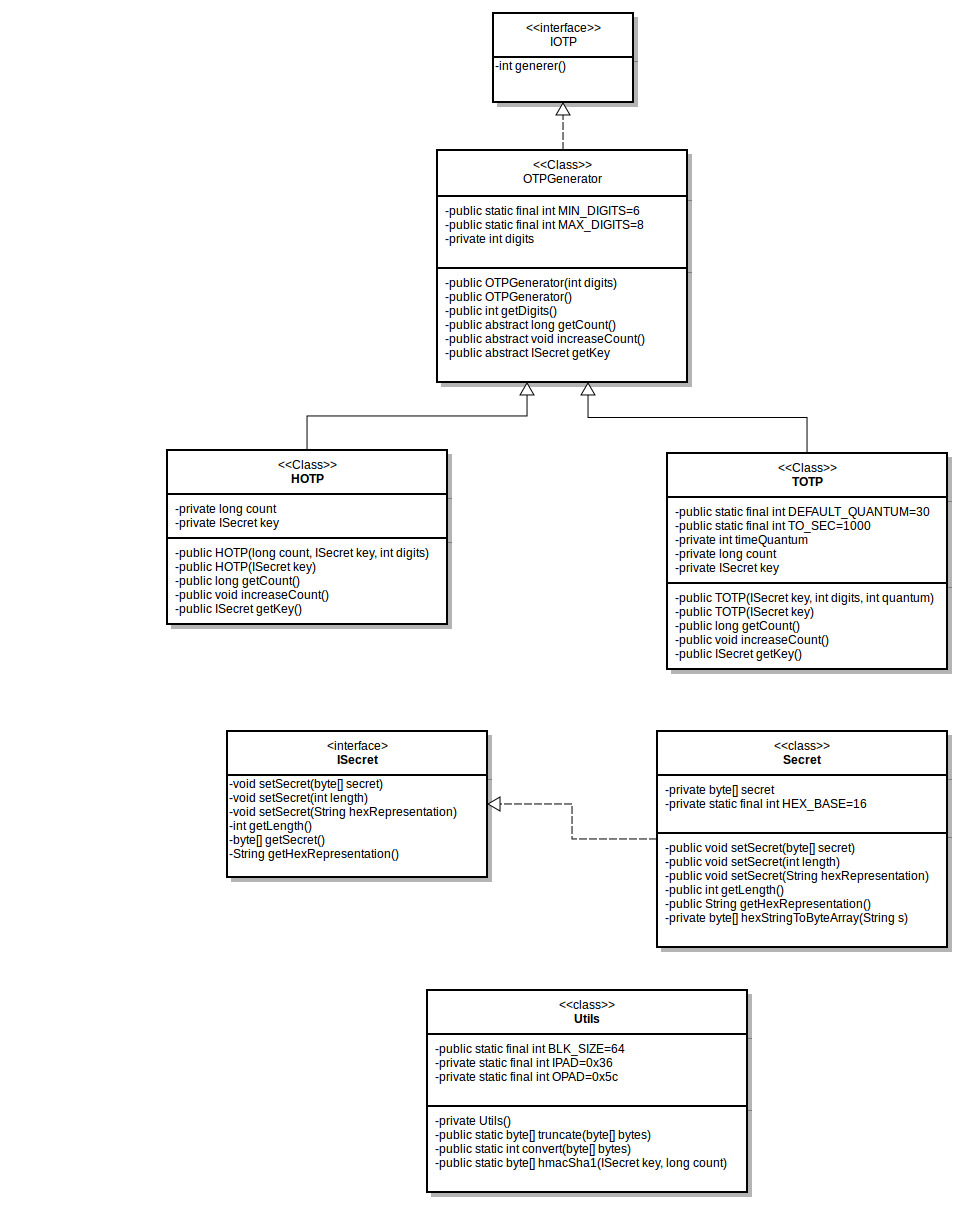 <<interface>>
IOTP
-int generer()
<<Class>>
OTPGenerator
-public static final int MIN_DIGITS=6
-public static final int MAX_DIGITS=8
-private int digits
-public OTPGenerator(int digits)
-public OTPGenerator()
-public int getDigits()
-public abstract long getCount()
-public abstract void increaseCount()
-public abstract ISecret getKey
<<Class>>
HOTP
-private long count
-private ISecret key
-public HOTP(long count, ISecret key, int digits)
-public HOTP(ISecret key)
-public long getCount()
-public void increaseCount()
-public ISecret getKey()
<<Class>>
TOTP
-public static final int DEFAULT_QUANTUM=30
-public static final int TO_SEC=1000
-private int timeQuantum
-private long count
-private ISecret key
-public TOTP(ISecret key, int digits, int quantum)
-public TOTP(ISecret key)
-public long getCount()
-public void increaseCount()
-public ISecret getKey()
<interface>
ISecret
-void setSecret(byte[] secret)
-void setSecret(int length)
-void setSecret(String hexRepresentation)
-int getLength()
-byte[] getSecret()
-String getHexRepresentation()
<<class>>
Secret
-private byte[] secret
-private static final int HEX_BASE=16
-public void setSecret(byte[] secret)
-public void setSecret(int length)
-public void setSecret(String hexRepresentation)
-public int getLength()
-public String getHexRepresentation()
-private byte[] hexStringToByteArray(String s)
<<class>>
Utils
-public static final int BLK_SIZE=64
-private static final int IPAD=0x36
-private static final int OPAD=0x5c
-private Utils()
-public static byte[] truncate(byte[] bytes)
-public static int convert(byte[] bytes)
-public static byte[] hmacSha1(ISecret key, long count)